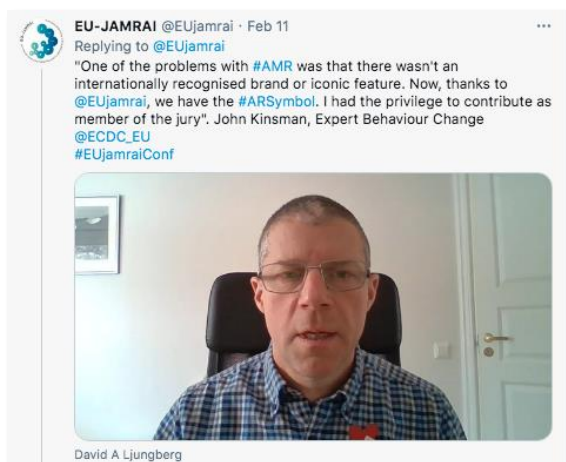 EU-JAMRAI @EUjamrai · Feb 11
Replying to @EUjamrai
"One of the problems with #AMR was that there wasn't an
internationally recognised brand or iconic feature. Now, thanks to
@EUjamrai, we have the #ARSymbol. I had the privilege to contribute as
member of the jury". John Kinsman, Expert Behaviour Change
@ECDC_EU
#EUjamraiConf
David A Ljungberg